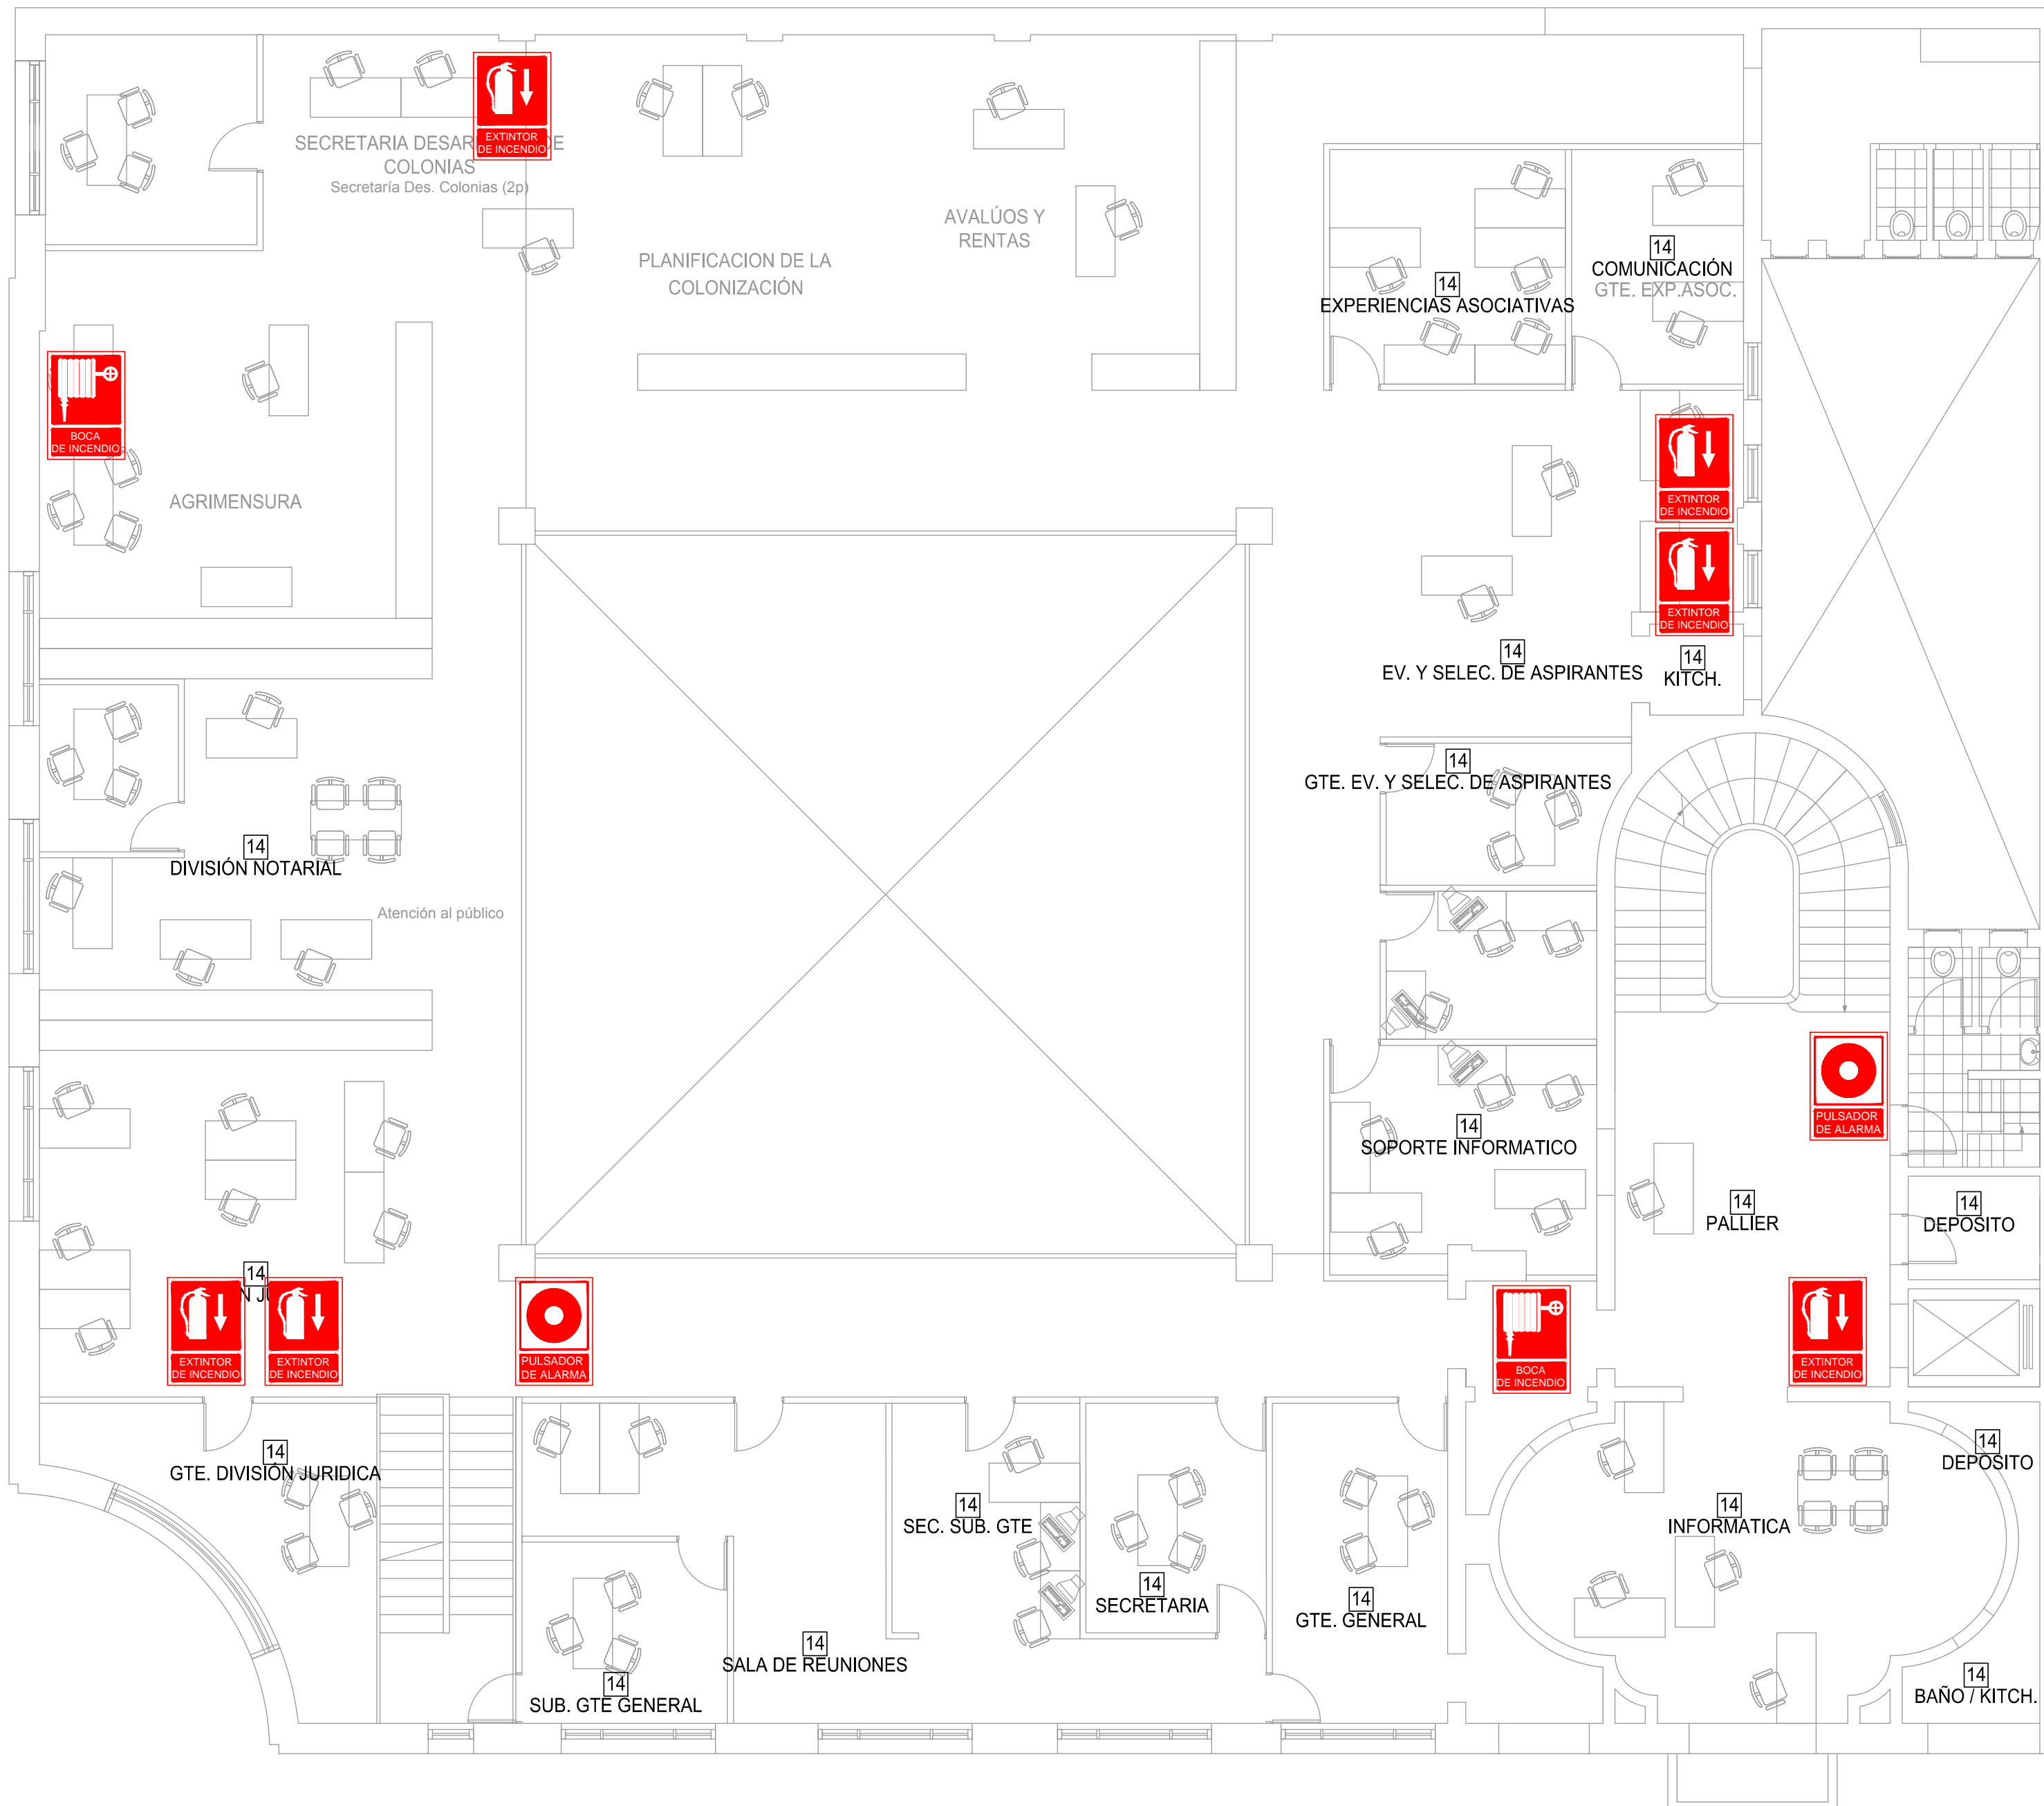 EXTINTOR
DE INCENDIO
SECRETARIA DESAR DE
COLONIAS
Secretaría Des. Colonias (2p)
PLANIFICACION DE LA
COLONIZACIÓN
AVALÚOS Y
RENTAS
14
EXPERIENCIAS ASOCIATIVAS
14
COMUNICACIÓN
GTE. EXP.ASOC.
BOCA
DE INCENDIO
AGRIMENSURA
EXTINTOR
DE INCENDIO
EXTINTOR
DE INCENDIO
14
EV. Y SELEC. DE ASPIRANTES
14
KITCH.
14
GTE. EV. Y SELEC. DE ASPIRANTES
14
DIVISIÓN NOTARIAL
Atención al público
14
SOPORTE INFORMATICO
PULSADOR
DE ALARMA
14
PALLIER
14
DEPOSITO
14
EXTINTOR
DE INCENDIO
EXTINTOR
DE INCENDIO
PULSADOR
DE ALARMA
BOCA
DE INCENDIO
EXTINTOR
DE INCENDIO
14
GTE. DIVISIÓN JURIDICA
14
SEC. SUB. GTE
14
SECRETARIA
14
GTE. GENERAL
14
INFORMATICA
14
DEPOSITO
14
SALA DE REUNIONES
14
SUB. GTE GENERAL
14
BAÑO / KITCH.